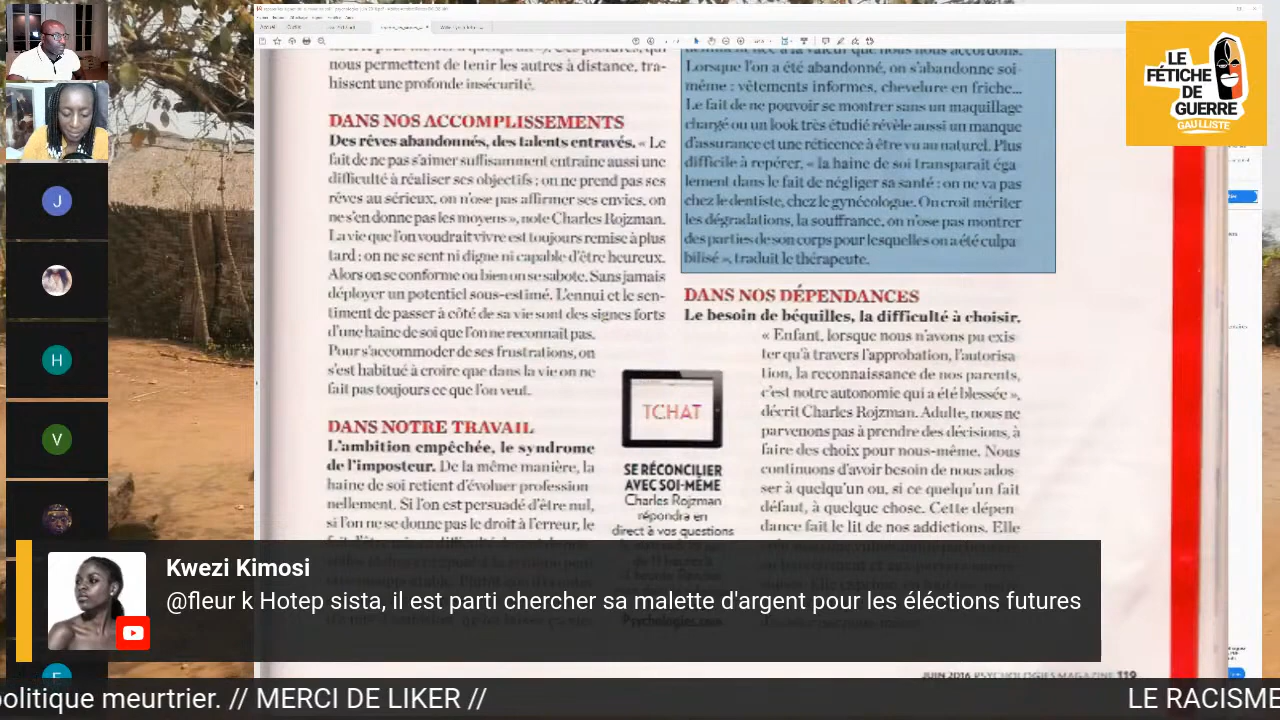 LE
FÉTICHE
DE
GUERRE
GAULLISTE
nous permettent de tenir les autres à distance, tra-
hissent une profonde insécurité.
DANS NOS ACCOMPLISSEMENTS
Des rêves abandonnés, des talents entravés. « Le
fait de ne pas s'aimer suffisamment entraîne aussi une
difficulté à réaliser ses objectifs : on ne prend pas ses
rêves au sérieux, on n'ose pas affirmer ses envies, on
ne s'en donne pas les moyens », note Charles Rojzman.
La vie que l'on voudrait vivre est toujours remise à plus
tard : on ne se sent ni digne ni capable d'être heureux.
Alors on se conforme ou bien on se sabote. Sans jamais
déployer un potentiel sous-estimé. L'ennui et le sen-
timent de passer à côté de sa vie sont des signes forts
d'une haine de soi que l'on ne reconnaît pas.
Pour s'accommoder de ses frustrations, on
s'est habitué à croire que dans la vie on ne
fait pas toujours ce que l'on veut.
DANS NOTRE TRAVAIL
L'ambition empêchée, le syndrome
de l'imposteur. De la même manière, la
haine de soi retient d'évoluer profession
nellement. Si l'on est persuadé d'être nul,
si l'on ne se donne pas le droit à l'erreur, le
TCHAT
SE RÉCONCILIER
AVEC SOI-MÊME
Charles Rojzman
répondra en
direct à vos questions
Lorsque l'on a été abandonné, on s'abandonne soi-
même : vêtements informes, chevelure en friche...
Le fait de ne pouvoir se montrer sans un maquillage
chargé ou un look très étudié révèle aussi un manque
d'assurance et une réticence à être vu au naturel. Plus
difficile à repérer, « la haine de soi transparaît éga-
lement dans le fait de négliger sa santé : on ne va pas
chez le dentiste, chez le gynécologue. On croit mériter
les dégradations, la souffrance, on n'ose pas montrer
des parties de son corps pour lesquelles on a été culpa-
bilisé », traduit le thérapeute.
DANS NOS DÉPENDANCES
Le besoin de béquilles, la difficulté à choisir.
« Enfant, lorsque nous n'avons pu exis-
ter qu'à travers l'approbation, l'autorisa-
tion, la reconnaissance de nos parents,
c'est notre autonomie qui a été blessée »,
décrit Charles Rojzman. Adulte, nous ne
parvenons pas à prendre des décisions, à
faire des choix pour nous-même. Nous
continuons d'avoir besoin de nous ados-
ser à quelqu'un ou, si ce quelqu'un fait
défaut, à quelque chose. Cette dépen-
dance fait le lit de nos addictions. Elle
J
H
V
Kwezi Kimosi
@fleur k Hotep sista, il est parti chercher sa malette d'argent pour les éléctions futures
JUIN 2016 PSYCHOLOGIES MAGAZINE 119
politique meurtrier. // MERCI DE LIKER // LE RACISME